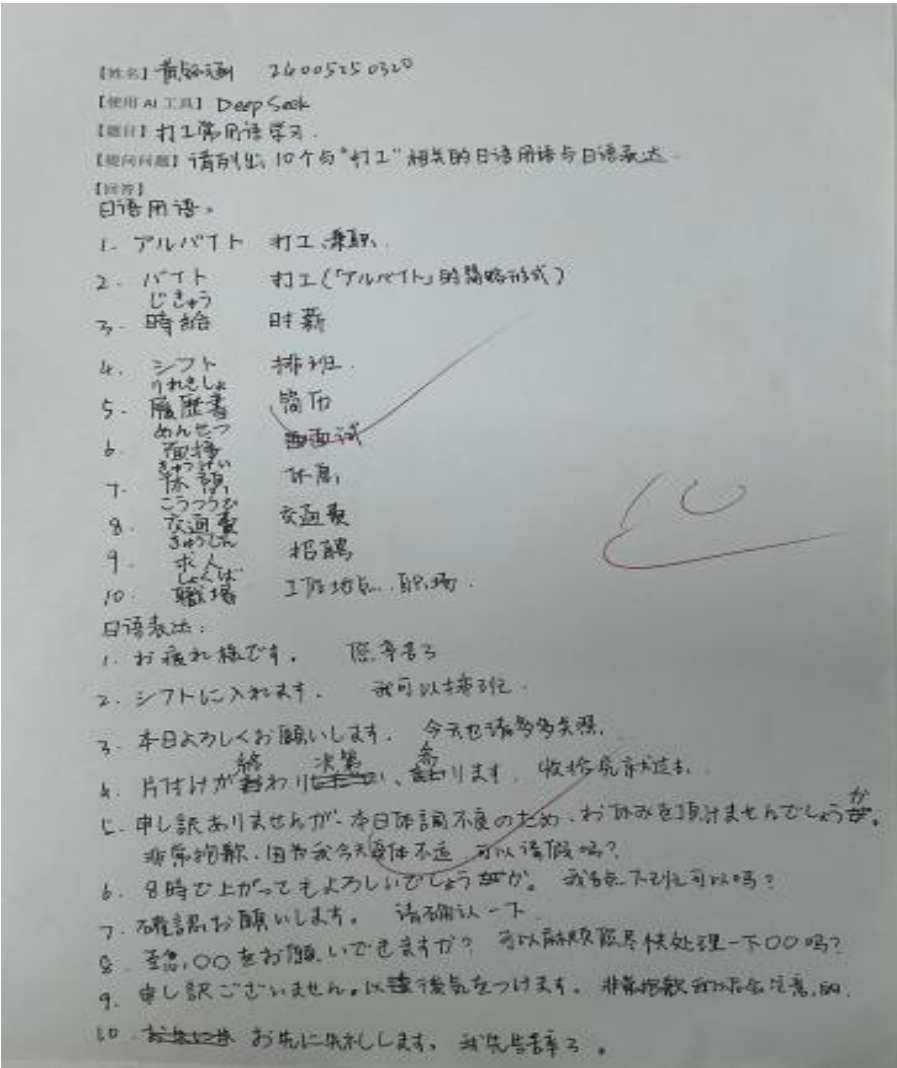 【姓名】黄 涵 24005250320
【使用 AI 工具】DeepSeek
【题目】打工常用语学习.
【提问问题】请列出10个与“打工”相关的日语用语与日语表达.
【回答】
日语用语。
1. アルバイト 打工、兼职、
2. バイト 打工(「アルバイト」的简略形式)
じきゅう
3. 時給 时薪
4. シフト 排班.
りれきしょ
5. 履歴書 简历
めんせつ
6 面接 面试
きゅうけい
7. 休憩 休息
こうつうひ
8. 交通費 交通费
きゅうじん
9. 求人 招聘
しょくば
10. 職場 工作地点、职场.
日语表达:
1. お疲れ様です. 您辛苦了
2. シフトに入れます. 我可以排班.
3. 本日よろしくお願いします. 今天也请多多关照.
4. 片付けが終わり次第、参ります. 收拾完就过去.
5. 申し訳ありませんが、本日体調不良のため、お休みを頂けませんでしょうか。
非常抱歉、因为我今天身体不适 可以请假吗?
6. 8時で上がってもよろしいでしょうか。 我8点下班可以吗?
7. 確認お願いします。 请确认一下
8. 至急、〇〇をお願いできますか? 可以麻烦您尽快处理一下〇〇吗?
9. 申し訳ございません。以後気をつけます。 非常抱歉 我以后会注意的.
10 お先に失礼します. 我先告辞了。
10